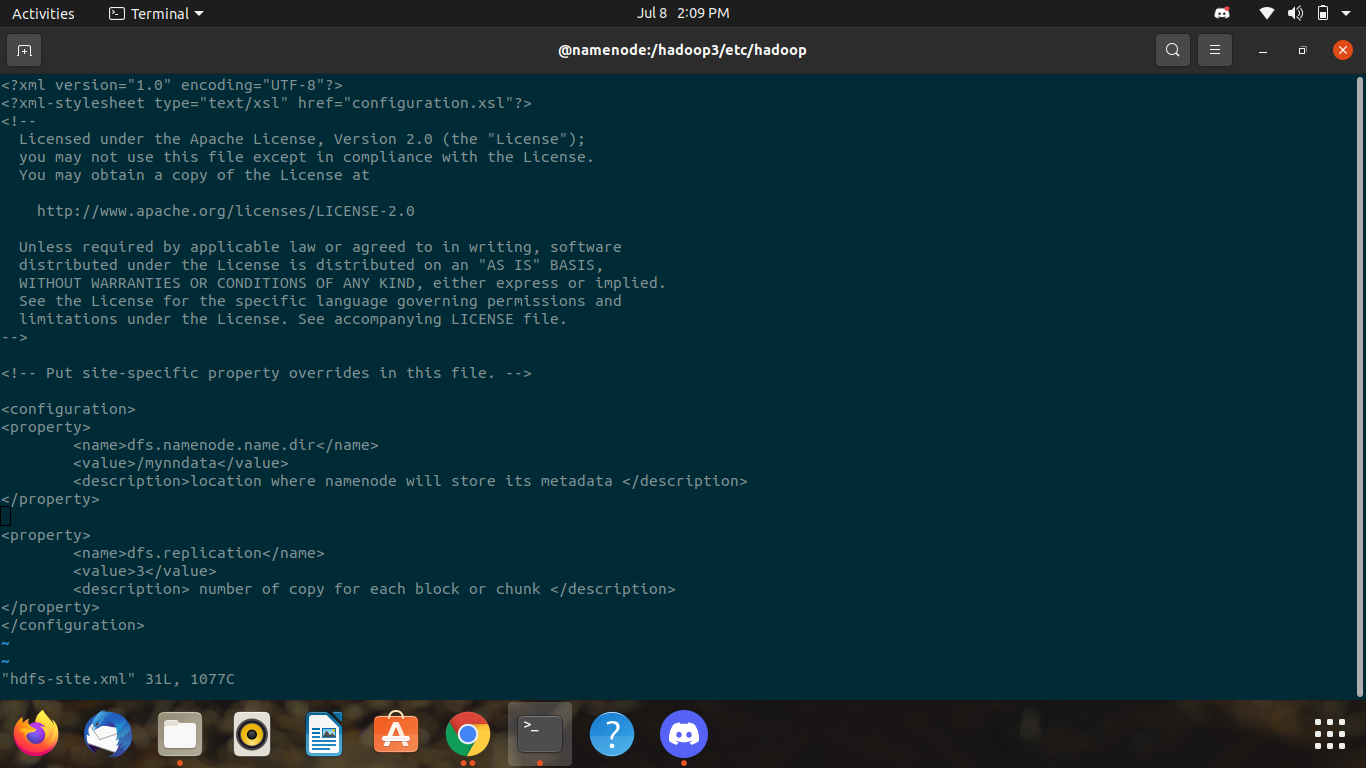 Activities
Terminal
Jul 8 2:09 PM
@namenode:/hadoop3/etc/hadoop
<?xml version="1.0" encoding="UTF-8"?>
<?xml-stylesheet type="text/xsl" href="configuration.xsl"?>
<!--
  Licensed under the Apache License, Version 2.0 (the "License");
  you may not use this file except in compliance with the License.
  You may obtain a copy of the License at

    http://www.apache.org/licenses/LICENSE-2.0

  Unless required by applicable law or agreed to in writing, software
  distributed under the License is distributed on an "AS IS" BASIS,
  WITHOUT WARRANTIES OR CONDITIONS OF ANY KIND, either express or implied.
  See the License for the specific language governing permissions and
  limitations under the License. See accompanying LICENSE file.
-->

<!-- Put site-specific property overrides in this file. -->

<configuration>
<property>
        <name>dfs.namenode.name.dir</name>
        <value>/mynndata</value>
        <description>location where namenode will store its metadata </description>
</property>

<property>
        <name>dfs.replication</name>
        <value>3</value>
        <description> number of copy for each block or chunk </description>
</property>
</configuration>
~
~
"hdfs-site.xml" 31L, 1077C